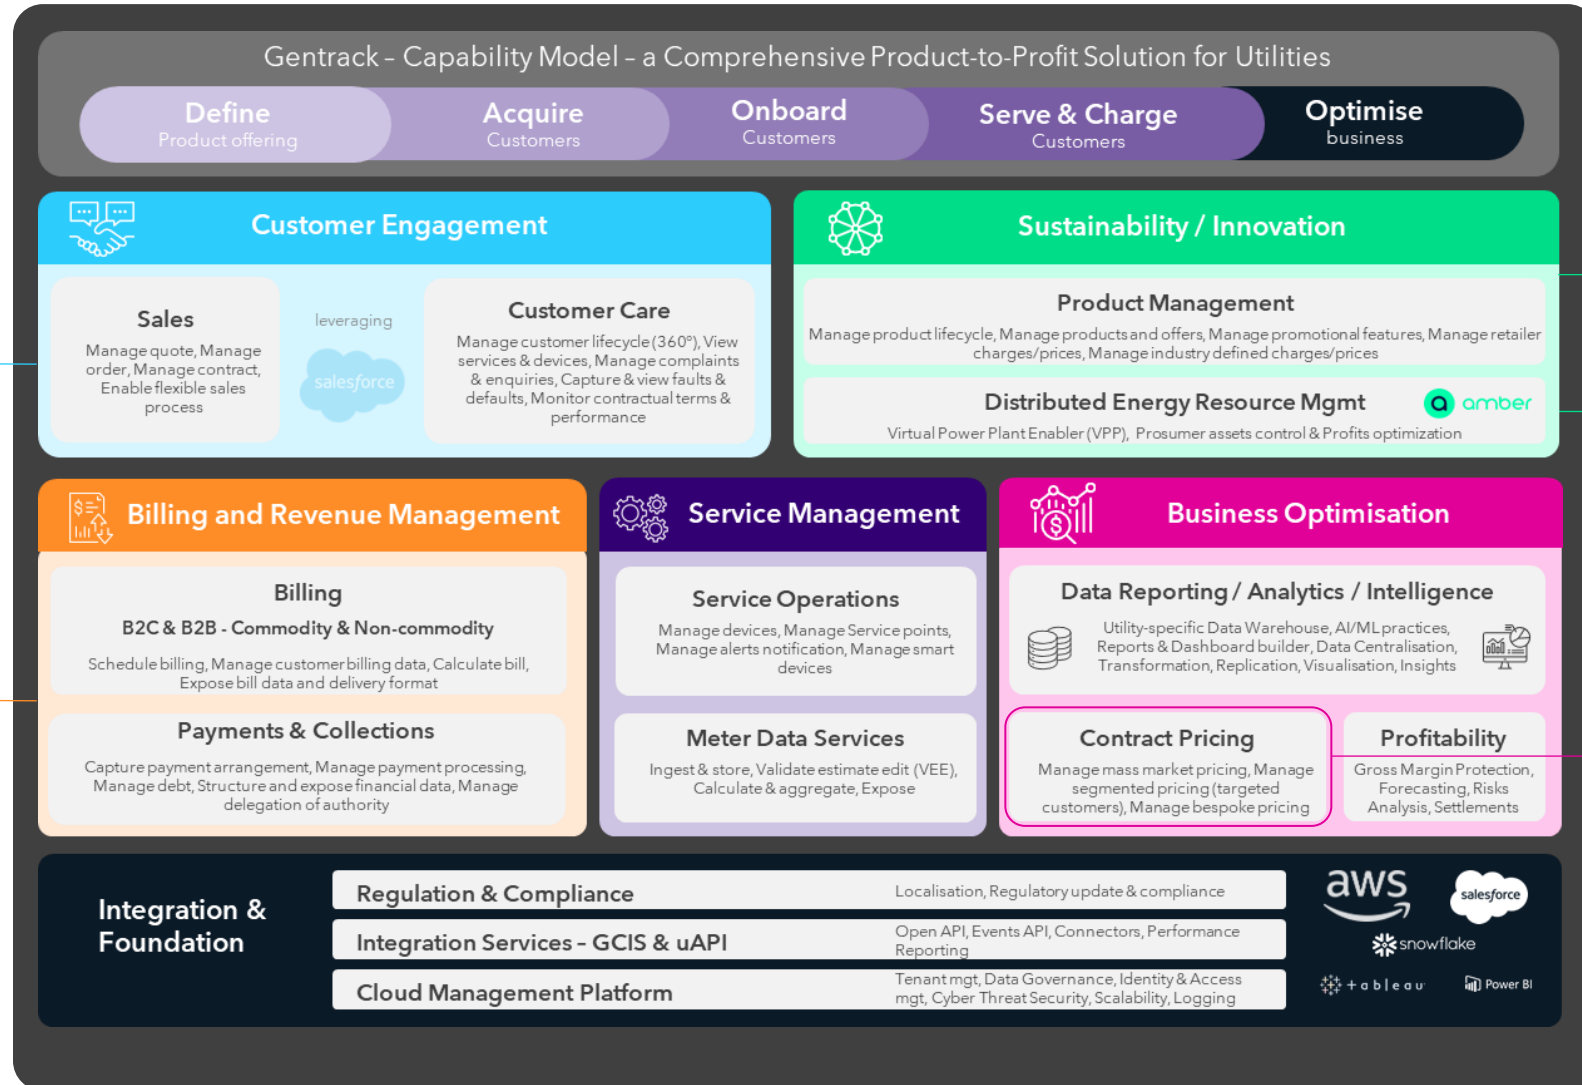 Gentrack – Capability Model – a Comprehensive Product-to-Profit Solution for Utilities
Define
Product offering
Acquire
Customers
Onboard
Customers
Serve & Charge
Customers
Optimise
business
Customer Engagement
Sales
Manage quote, Manage
order, Manage contract,
Enable flexible sales
process
leveraging
salesforce
Customer Care
Manage customer lifecycle (360°), View
services & devices, Manage complaints
& enquiries, Capture & view faults &
defaults, Monitor contractual terms &
performance
Sustainability / Innovation
Product Management
Manage product lifecycle, Manage products and offers, Manage promotional features, Manage retailer
charges/prices, Manage industry defined charges/prices
Distributed Energy Resource Mgmt
amber
Virtual Power Plant Enabler (VPP), Prosumer assets control & Profits optimization
Billing and Revenue Management
Billing
B2C & B2B - Commodity & Non-commodity
Schedule billing, Manage customer billing data, Calculate bill,
Expose bill data and delivery format
Payments & Collections
Capture payment arrangement, Manage payment processing,
Manage debt, Structure and expose financial data, Manage
delegation of authority
Service Management
Service Operations
Manage devices, Manage Service points,
Manage alerts notification, Manage smart
devices
Meter Data Services
Ingest & store, Validate estimate edit (VEE),
Calculate & aggregate, Expose
Business Optimisation
Data Reporting / Analytics / Intelligence
Utility-specific Data Warehouse, AI/ML practices,
Reports & Dashboard builder, Data Centralisation,
Transformation, Replication, Visualisation, Insights
Contract Pricing
Manage mass market pricing, Manage
segmented pricing (targeted
customers), Manage bespoke pricing
Profitability
Gross Margin Protection,
Forecasting, Risks
Analysis, Settlements
Integration &
Foundation
Regulation & Compliance
Localisation, Regulatory update & compliance
Integration Services – GCIS & uAPI
Open API, Events API, Connectors, Performance
Reporting
Cloud Management Platform
Tenant mgt, Data Governance, Identity & Access
mgt, Cyber Threat Security, Scalability, Logging
aws
salesforce
snowflake
+ableau
Power BI